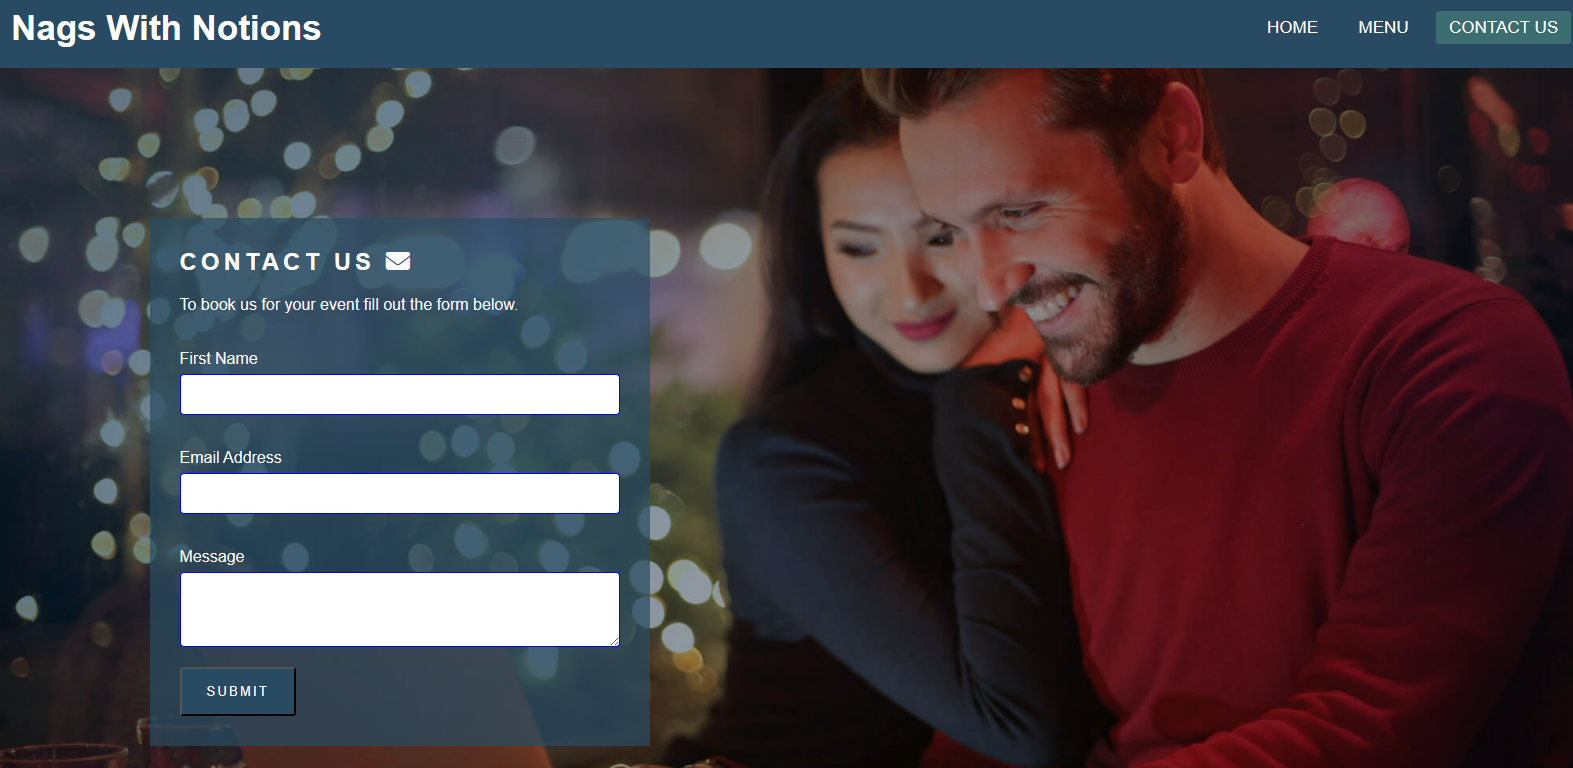 Nags With Notions
HOME MENU CONTACT US
CONTACT US
To book us for your event fill out the form below.
First Name
Email Address
Message
SUBMIT